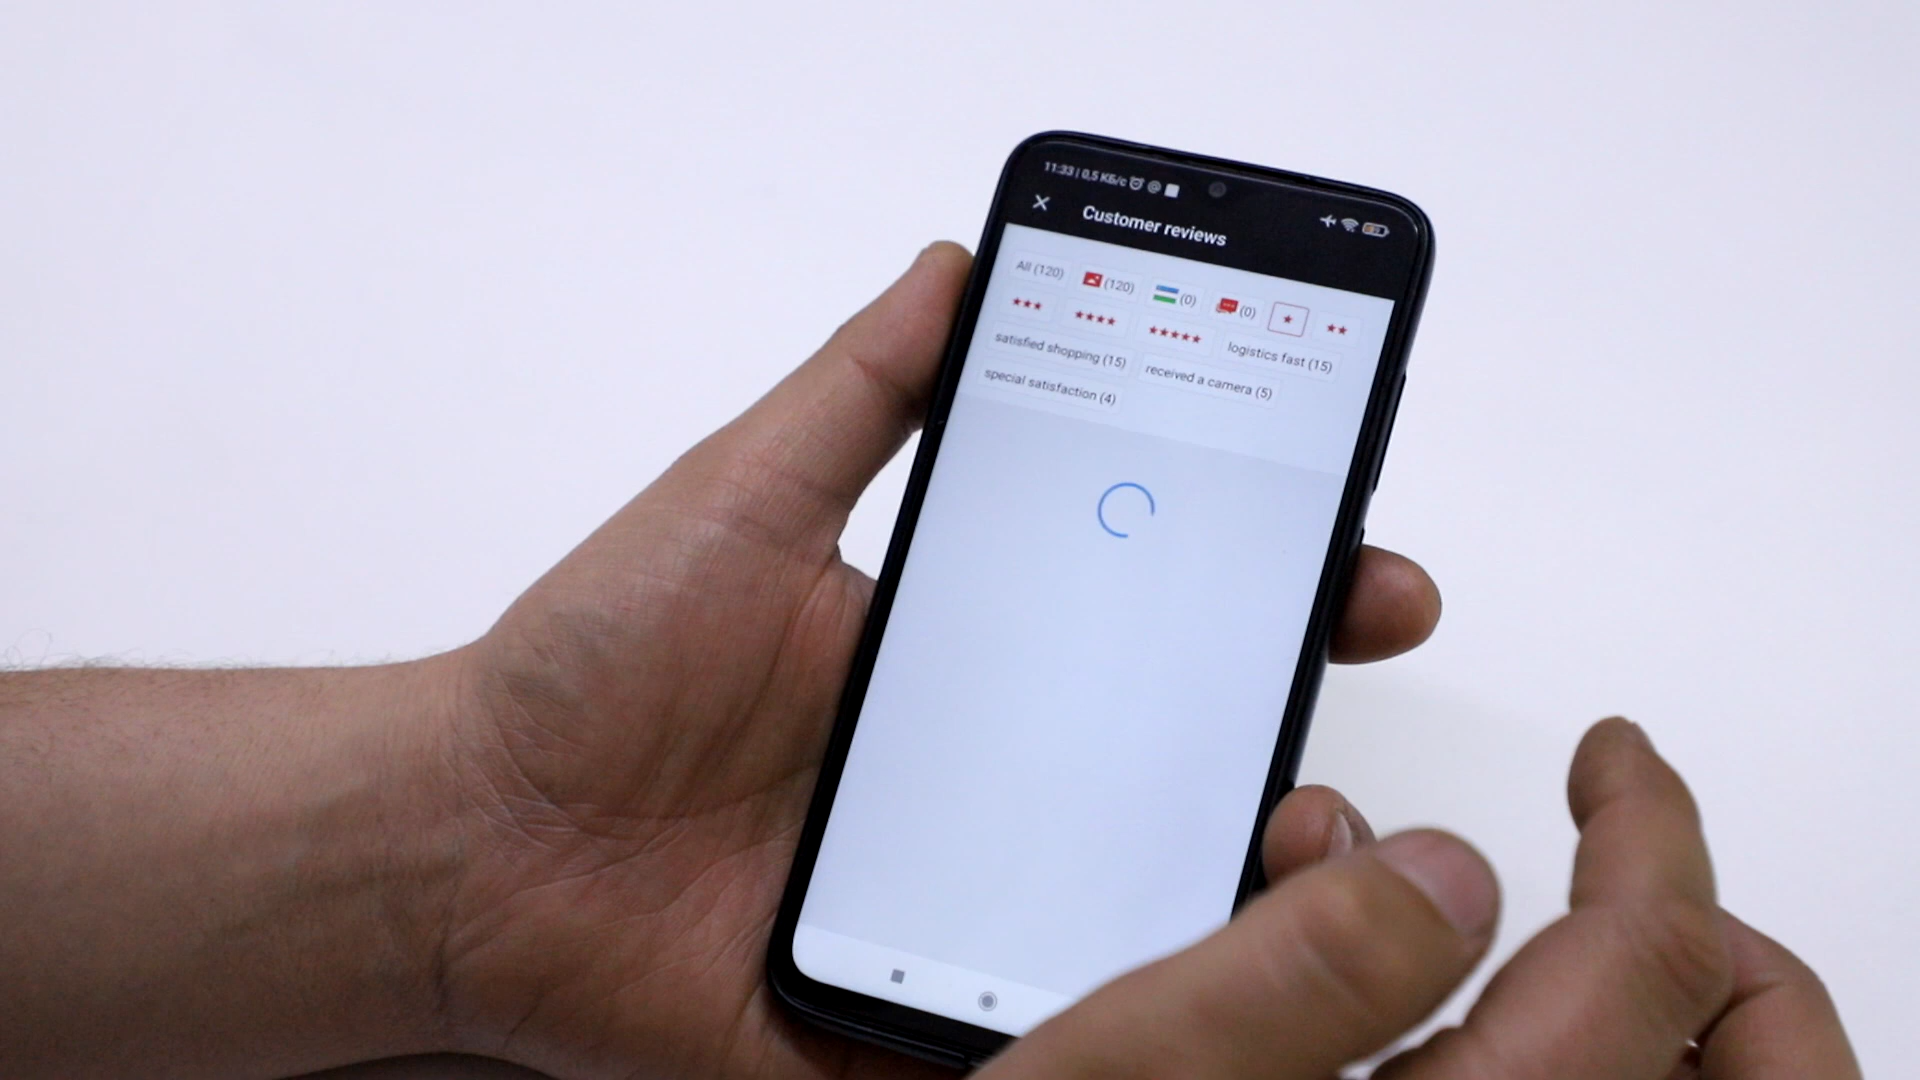 11:33 | 0,5 КБ/с
Customer reviews
All (120) (120) (0) (0)
satisfied shopping (15) logistics fast (15)
special satisfaction (4) received a camera (5)